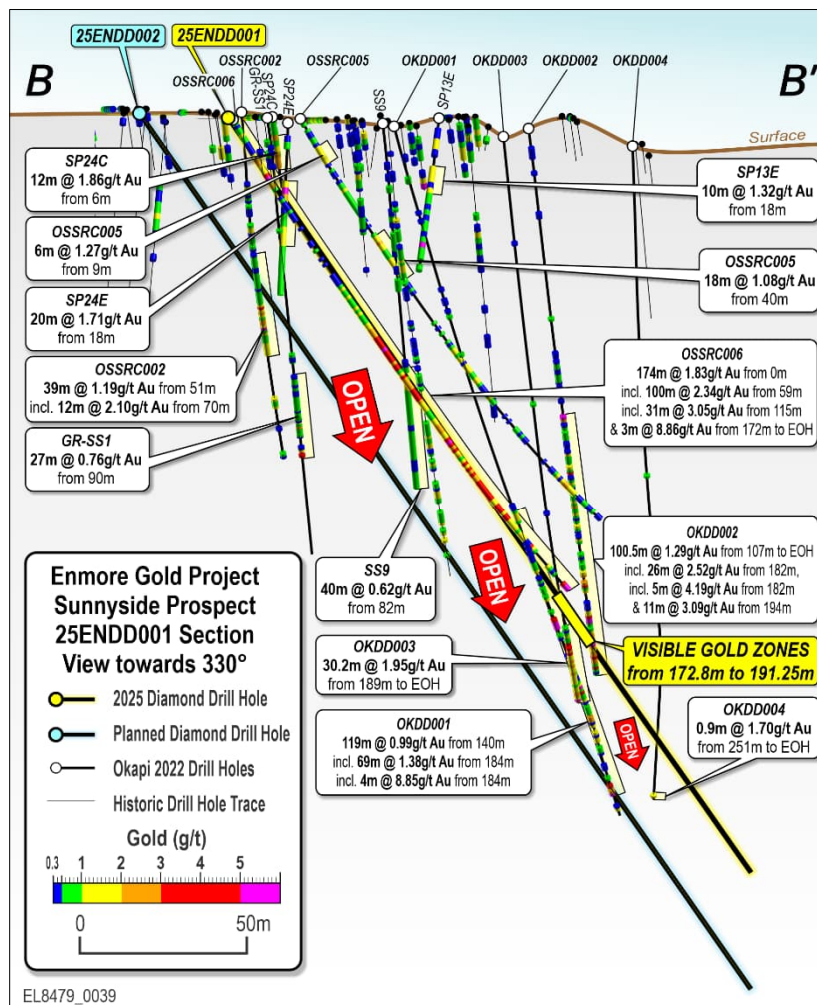 25ENDD002
25ENDD001
OSSRC002
OSSRC006
GR-SS1
SP24C
SP24E
OSSRC005
SS9
OKDD001
SP13E
OKDD003
OKDD002
OKDD004
B
B'
Surface
SP24C
12m @ 1.86g/t Au
from 6m
OSSRC005
6m @ 1.27g/t Au
from 9m
SP24E
20m @ 1.71g/t Au
from 18m
OSSRC002
39m @ 1.19g/t Au from 51m
incl. 12m @ 2.10g/t Au from 70m
GR-SS1
27m @ 0.76g/t Au
from 90m
SP13E
10m @ 1.32g/t Au
from 18m
OSSRC005
18m @ 1.08g/t Au
from 40m
OSSRC006
174m @ 1.83g/t Au from 0m
incl. 100m @ 2.34g/t Au from 59m
incl. 31m @ 3.05g/t Au from 115m
& 3m @ 8.86g/t Au from 172m to EOH
OPEN
OPEN
OPEN
SS9
40m @ 0.62g/t Au
from 82m
OKDD002
100.5m @ 1.29g/t Au from 107m to EOH
incl. 26m @ 2.52g/t Au from 182m,
incl. 5m @ 4.19g/t Au from 182m
& 11m @ 3.09g/t Au from 194m
OKDD003
30.2m @ 1.95g/t Au
from 189m to EOH
VISIBLE GOLD ZONES
from 172.8m to 191.25m
OKDD001
119m @ 0.99g/t Au from 140m
incl. 69m @ 1.38g/t Au from 184m
incl. 4m @ 8.85g/t Au from 184m
OKDD004
0.9m @ 1.70g/t Au
from 251m to EOH
Enmore Gold Project
Sunnyside Prospect
25ENDD001 Section
View towards 330°
2025 Diamond Drill Hole
Planned Diamond Drill Hole
Okapi 2022 Drill Holes
Historic Drill Hole Trace
Gold (g/t)
0.3 1 2 3 4 5
0 50m
EL8479_0039